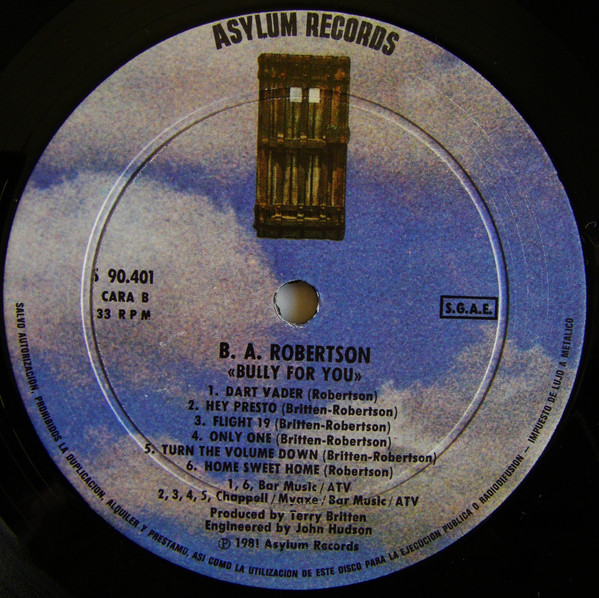 ASYLUM RECORDS
S 90.401
CARA B
33 RPM
S.G.A.E.
B. A. ROBERTSON
«BULLY FOR YOU»
1. DART VADER (Robertson)
2. HEY PRESTO (Britten-Robertson)
3. FLIGHT 19 (Britten-Robertson)
4. ONLY ONE (Britten-Robertson)
5. TURN THE VOLUME DOWN (Britten-Robertson)
6. HOME SWEET HOME (Robertson)
1, 6, Bar Music / ATV
2, 3, 4, 5, Chappell / Myaxe / Bar Music / ATV
Produced by Terry Britten
Engineered by John Hudson
℗ 1981 Asylum Records
SALVO AUTORIZACION, PROHIBIDOS LA DUPLICACION, ALQUILER Y PRESTAMO, ASI COMO LA UTILIZACION DE ESTE DISCO PARA LA EJECUCION PUBLICA O RADIODIFUSION – IMPUESTO DE LUJO A METALICO